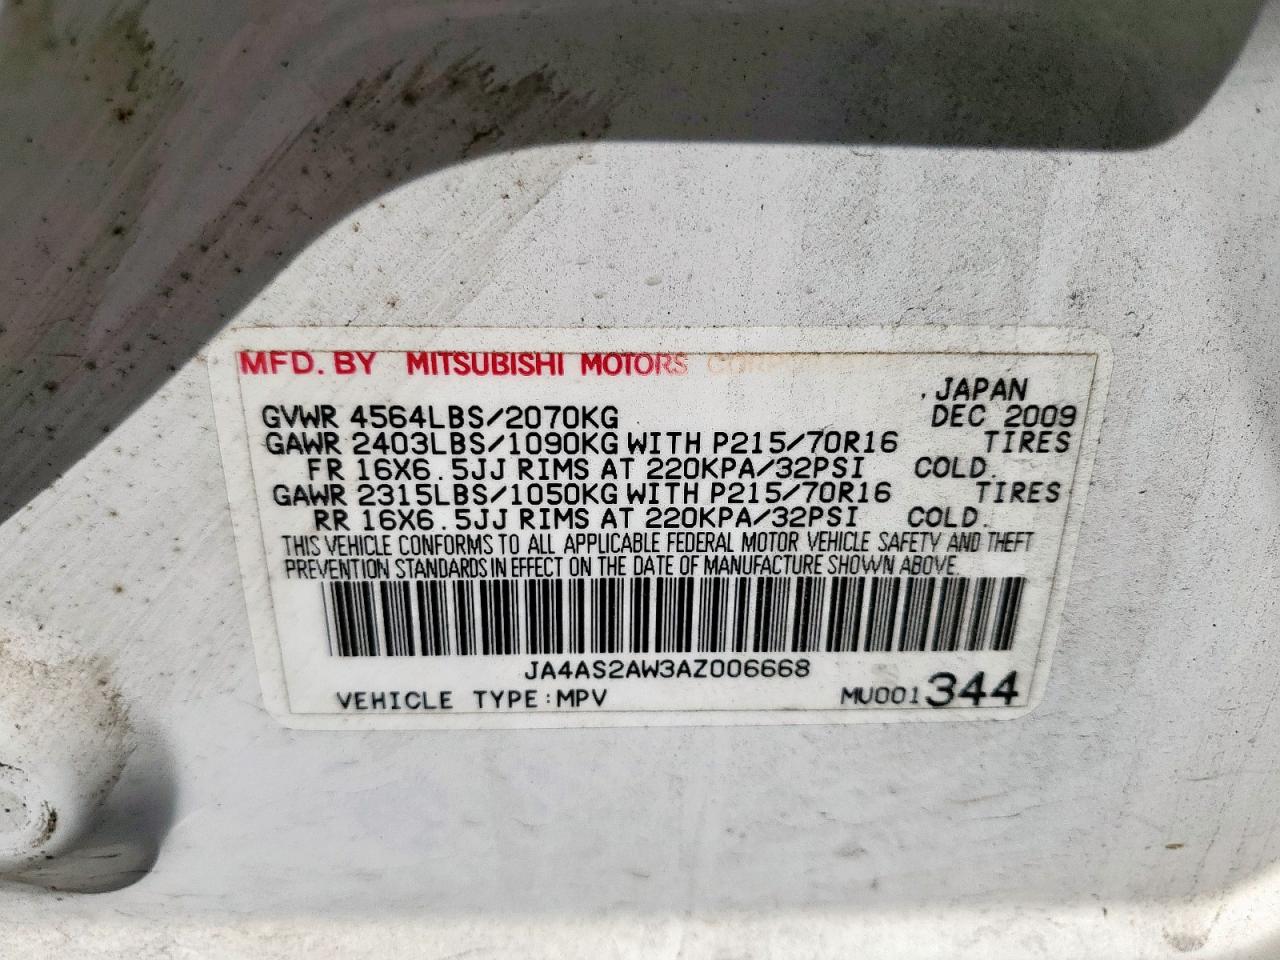 MFD. BY MITSUBISHI MOTORS CORPORATION
JAPAN
GVWR 4564LBS/2070KG DEC 2009
GAWR 2403LBS/1090KG WITH P215/70R16 TIRES
FR 16X6.5JJ RIMS AT 220KPA/32PSI COLD.
GAWR 2315LBS/1050KG WITH P215/70R16 TIRES
RR 16X6.5JJ RIMS AT 220KPA/32PSI COLD.
THIS VEHICLE CONFORMS TO ALL APPLICABLE FEDERAL MOTOR VEHICLE SAFETY AND THEFT
PREVENTION STANDARDS IN EFFECT ON THE DATE OF MANUFACTURE SHOWN ABOVE.
JA4AS2AW3AZ006668
VEHICLE TYPE:MPV MU001344